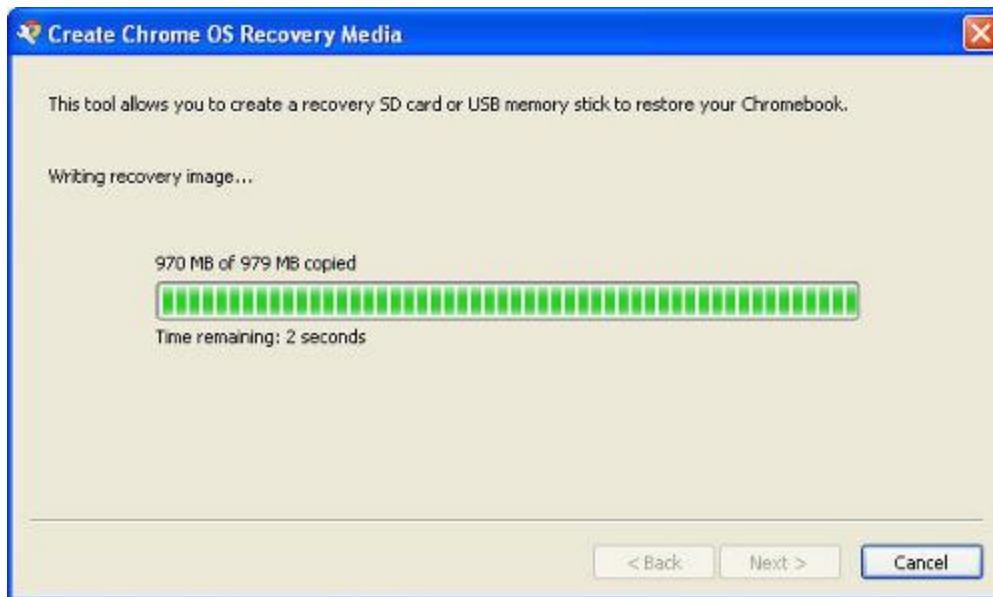 Create Chrome OS Recovery Media
This tool allows you to create a recovery SD card or USB memory stick to restore your Chromebook.
Writing recovery image...
970 MB of 979 MB copied
Time remaining: 2 seconds
< Back Next > Cancel